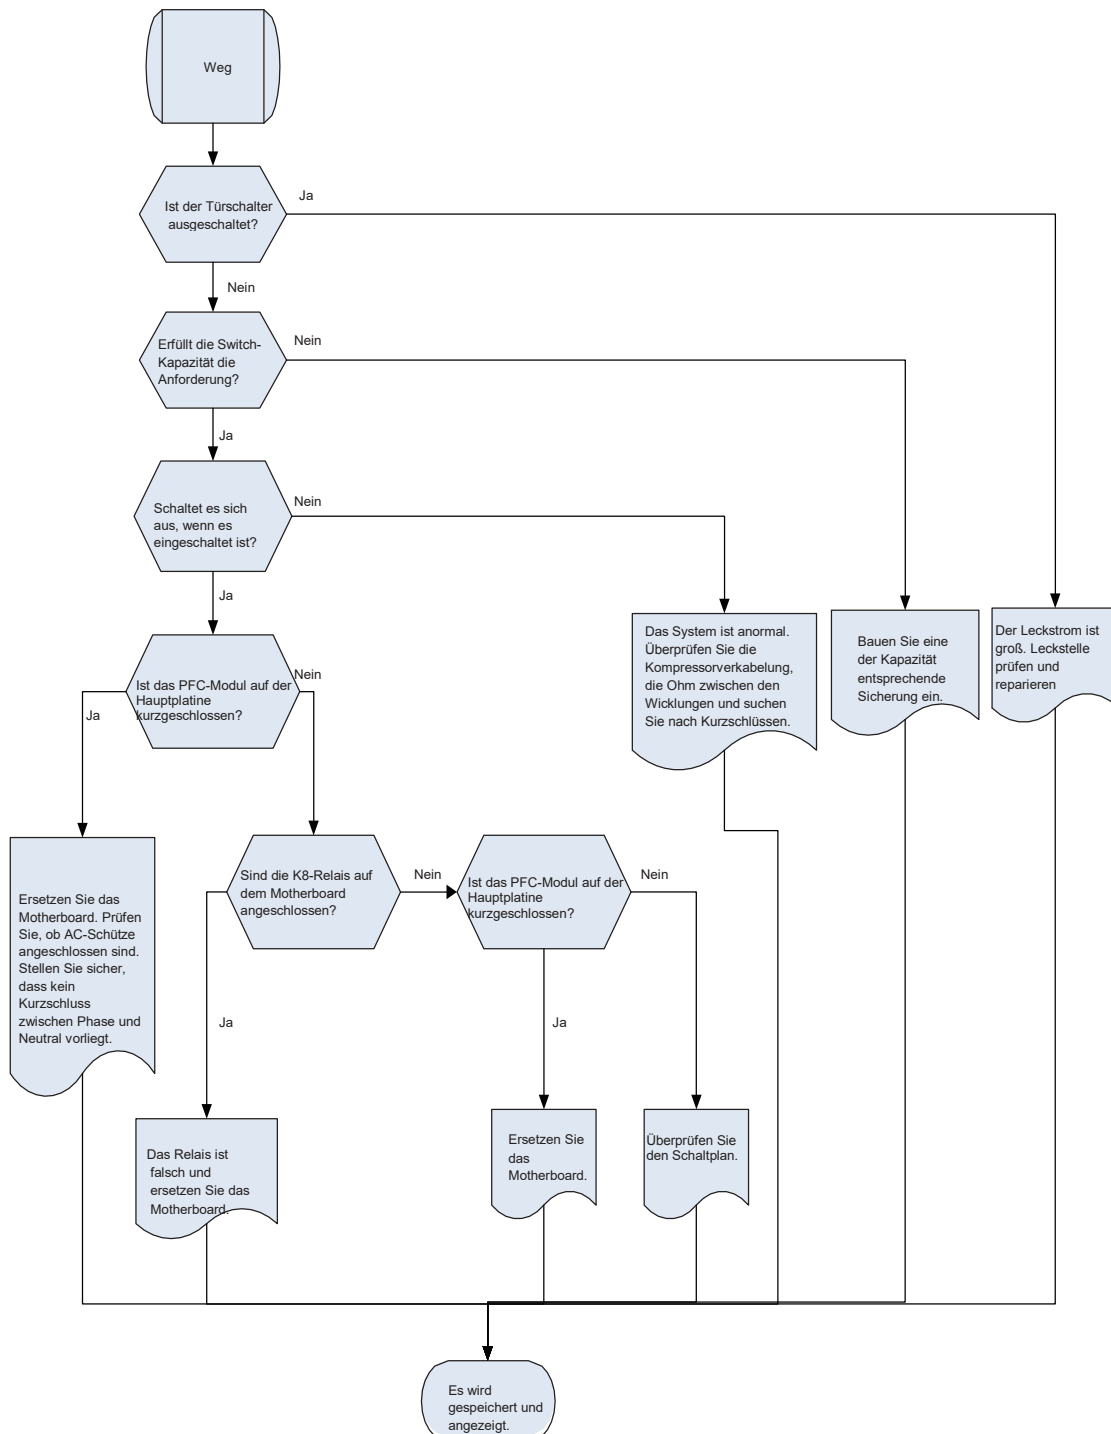 Weg
Ist der Türschalter
ausgeschaltet?
Ja
Nein
Erfüllt die Switch-
Kapazität die
Anforderung?
Nein
Ja
Schaltet es sich
aus, wenn es
eingeschaltet ist?
Nein
Ja
Das System ist anormal.
Überprüfen Sie die
Kompressorverkabelung,
die Ohm zwischen den
Wicklungen und suchen
Sie nach Kurzschlüssen.
Bauen Sie eine
der Kapazität
entsprechende
Sicherung ein.
Der Leckstrom ist
groß. Leckstelle
prüfen und
reparieren
Ist das PFC-Modul auf der
Hauptplatine
kurzgeschlossen?
Nein
Ja
Ersetzen Sie das
Motherboard. Prüfen
Sie, ob AC-Schütze
angeschlossen sind.
Stellen Sie sicher,
dass kein
Kurzschluss
zwischen Phase und
Neutral vorliegt.
Sind die K8-Relais auf
dem Motherboard
angeschlossen?
Nein
Ist das PFC-Modul auf der
Hauptplatine
kurzgeschlossen?
Nein
Ja
Ja
Das Relais ist
falsch und
ersetzen Sie das
Motherboard.
Ersetzen Sie
das
Motherboard.
Überprüfen Sie
den Schaltplan.
Es wird
gespeichert und
angezeigt.